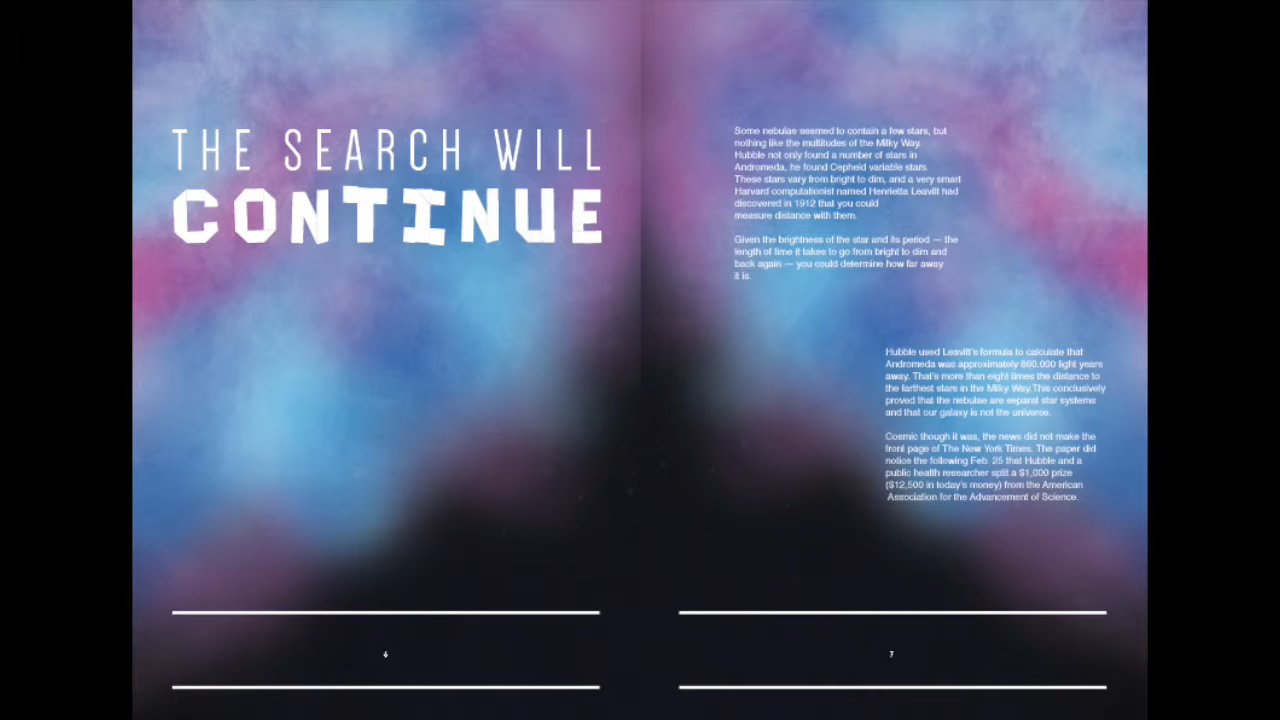 THE SEARCH WILL
CONTINUE
Some nebulae seemed to contain a few stars, but
nothing like the multitudes of the Milky Way.
Hubble not only found a number of stars in
Andromeda, he found Cepheid variable stars.
These stars vary from bright to dim, and a very smart
Harvard computationist named Henrietta Leavitt had
discovered in 1912 that you could
measure distance with them.
Given the brightness of the star and its period — the
length of time it takes to go from bright to dim and
back again — you could determine how far away
it is.
Hubble used Leavitt's formula to calculate that
Andromeda was approximately 860,000 light years
away. That's more than eight times the distance to
the farthest stars in the Milky Way.This conclusively
proved that the nebulae are separat star systems
and that our galaxy is not the universe.
Cosmic though it was, the news did not make the
front page of The New York Times. The paper did
notice the following Feb. 25 that Hubble and a
public health researcher split a $1,000 prize
($12,500 in today's money) from the American
Association for the Advancement of Science.
6
7